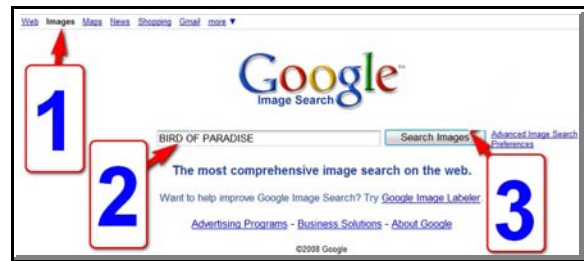 Web Images Maps News Shopping Gmail more ▼
1
Google™
Image Search
BIRD OF PARADISE Search Images Advanced Image Search
Preferences
2
3
The most comprehensive image search on the web.
Want to help improve Google Image Search? Try Google Image Labeler.
Advertising Programs - Business Solutions - About Google
©2008 Google